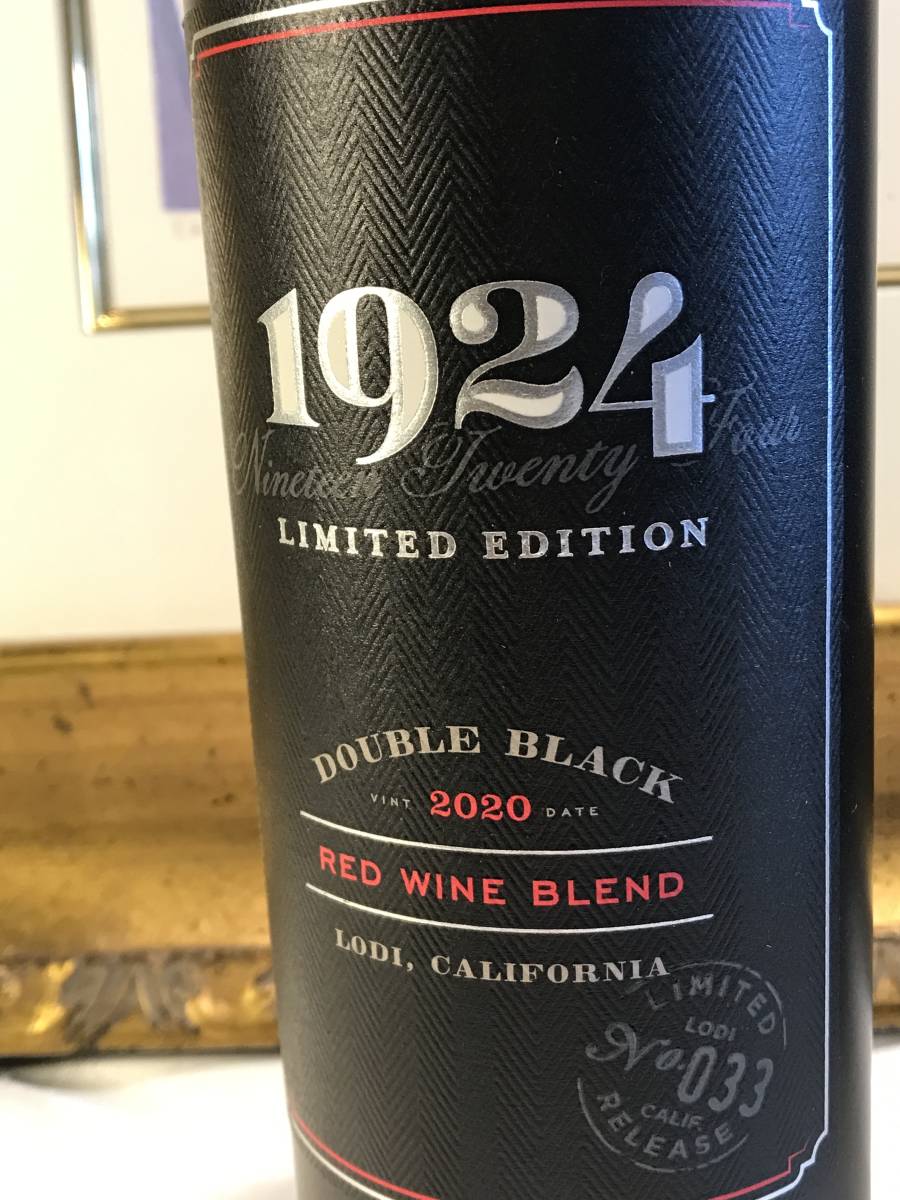 1924
Nineteen Twenty Four
LIMITED EDITION
DOUBLE BLACK
VINT. 2020 DATE
RED WINE BLEND
LODI, CALIFORNIA
LIMITED
LODI
No. 033
CALIF.
RELEASE